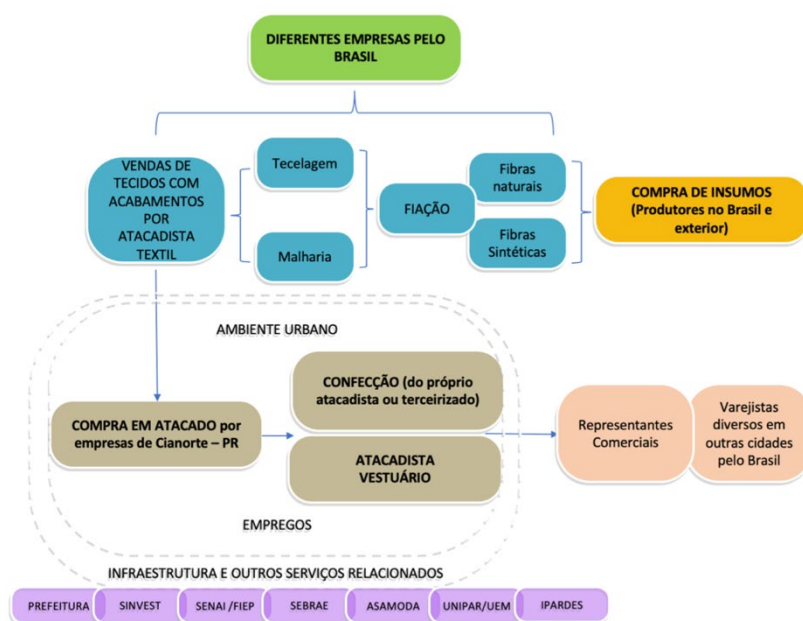 DIFERENTES EMPRESAS PELO
BRASIL
VENDAS DE
TECIDOS COM
ACABAMENTOS
POR
ATACADISTA
TEXTIL
Tecelagem
Malharia
FIAÇÃO
Fibras
naturais
Fibras
Sintéticas
COMPRA DE INSUMOS
(Produtores no Brasil e
exterior)
AMBIENTE URBANO
COMPRA EM ATACADO por
empresas de Cianorte – PR
CONFECÇÃO (do próprio
atacadista ou terceirizado)
ATACADISTA
VESTUÁRIO
Representantes
Comerciais
Varejistas
diversos em
outras cidades
pelo Brasil
EMPREGOS
INFRAESTRUTURA E OUTROS SERVIÇOS RELACIONADOS
PREFEITURA SINVEST SENAI /FIEP SEBRAE ASAMODA UNIPAR/UEM IPARDES